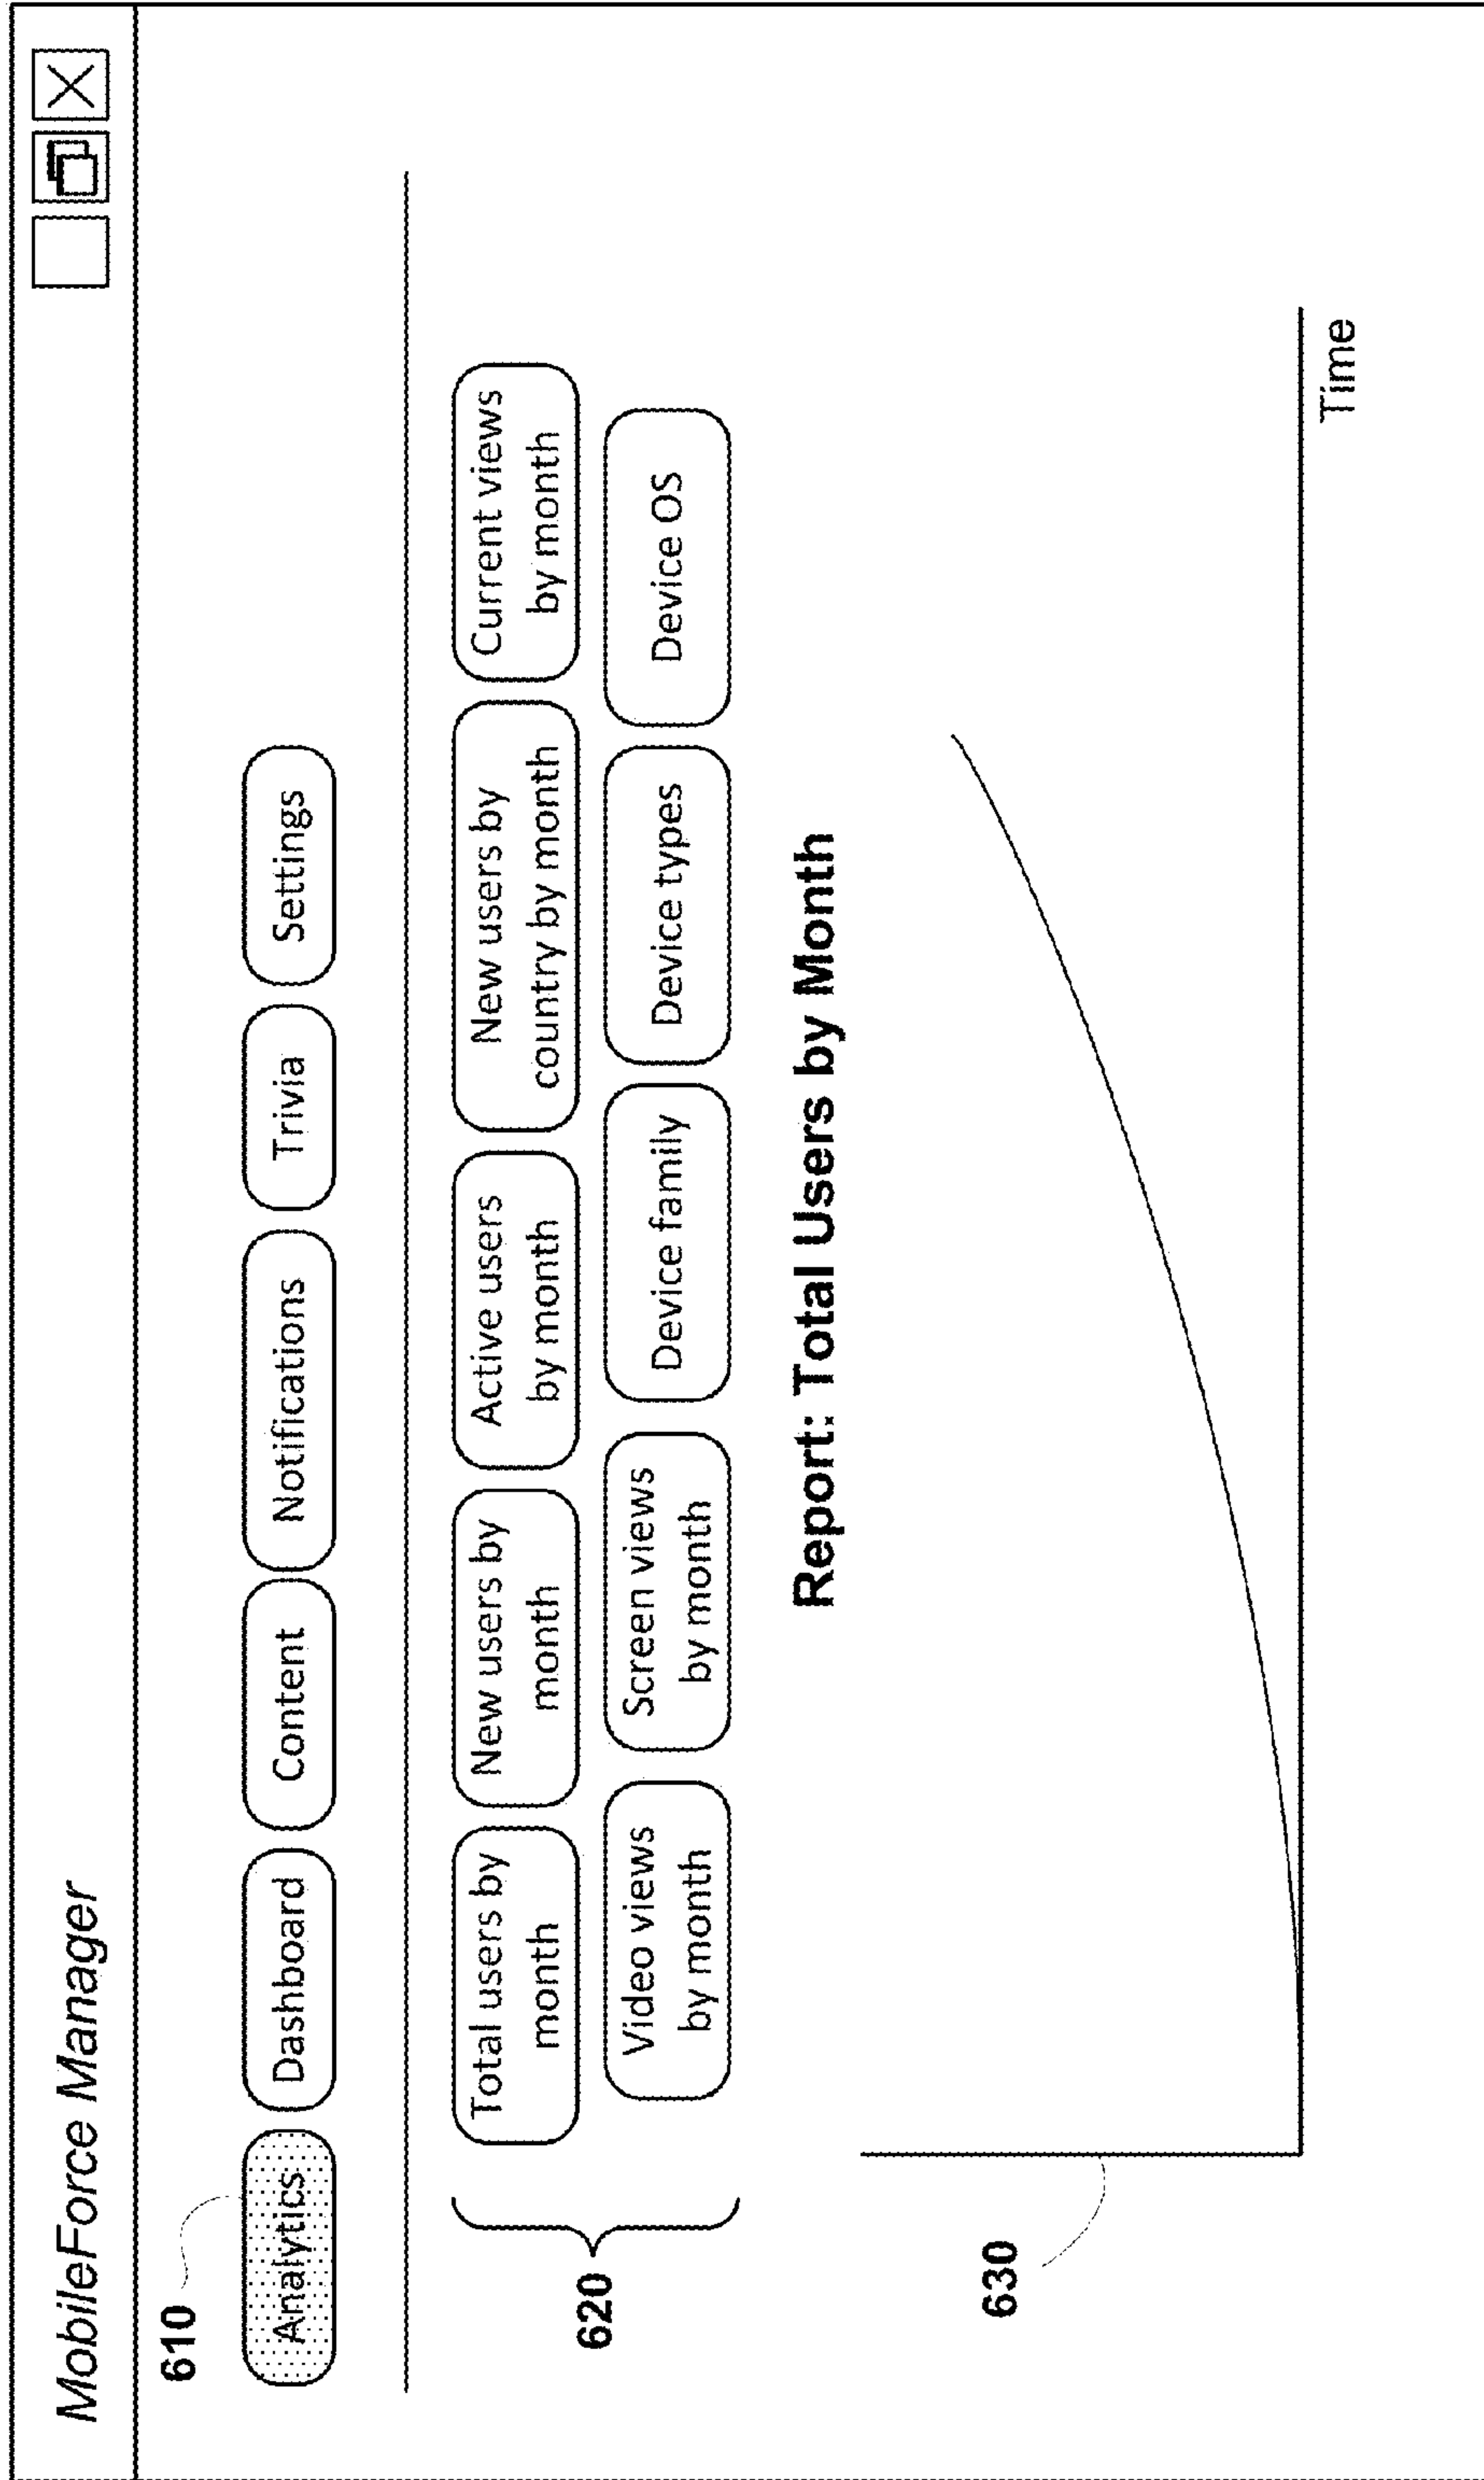 MobileForce Manager
610
Analytics
Dashboard
Content
Notifications
Trivia
Settings
620
Total users by
month
New users by
month
Active users
by month
New users by
country by month
Current views
by month
Video views
by month
Screen views
by month
Device family
Device types
Device OS
Report: Total Users by Month
630
Time